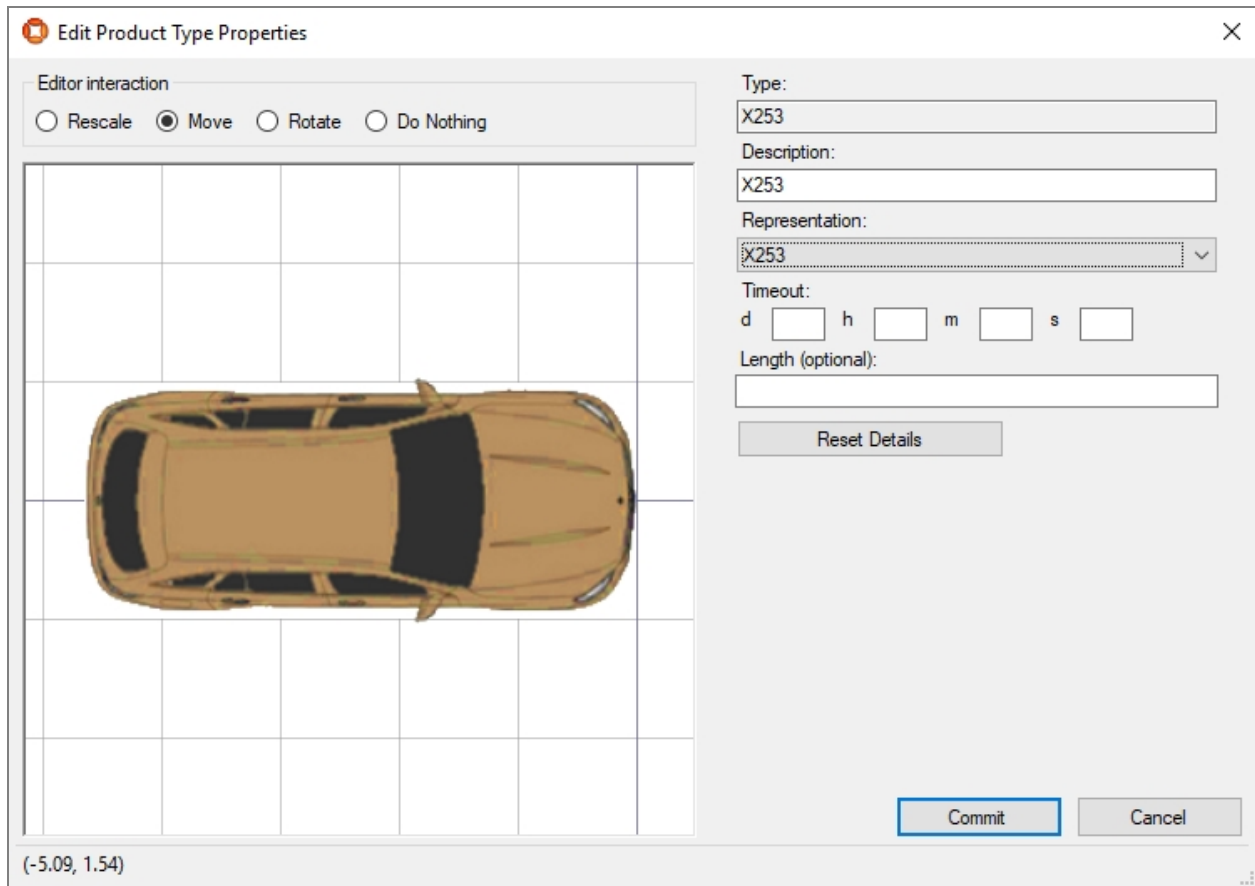 Edit Product Type Properties
Editor interaction
Rescale Move Rotate Do Nothing
Type:
X253
Description:
X253
Representation:
X253
Timeout:
d h m s
Length (optional):
Reset Details
Commit Cancel
(-5.09, 1.54)